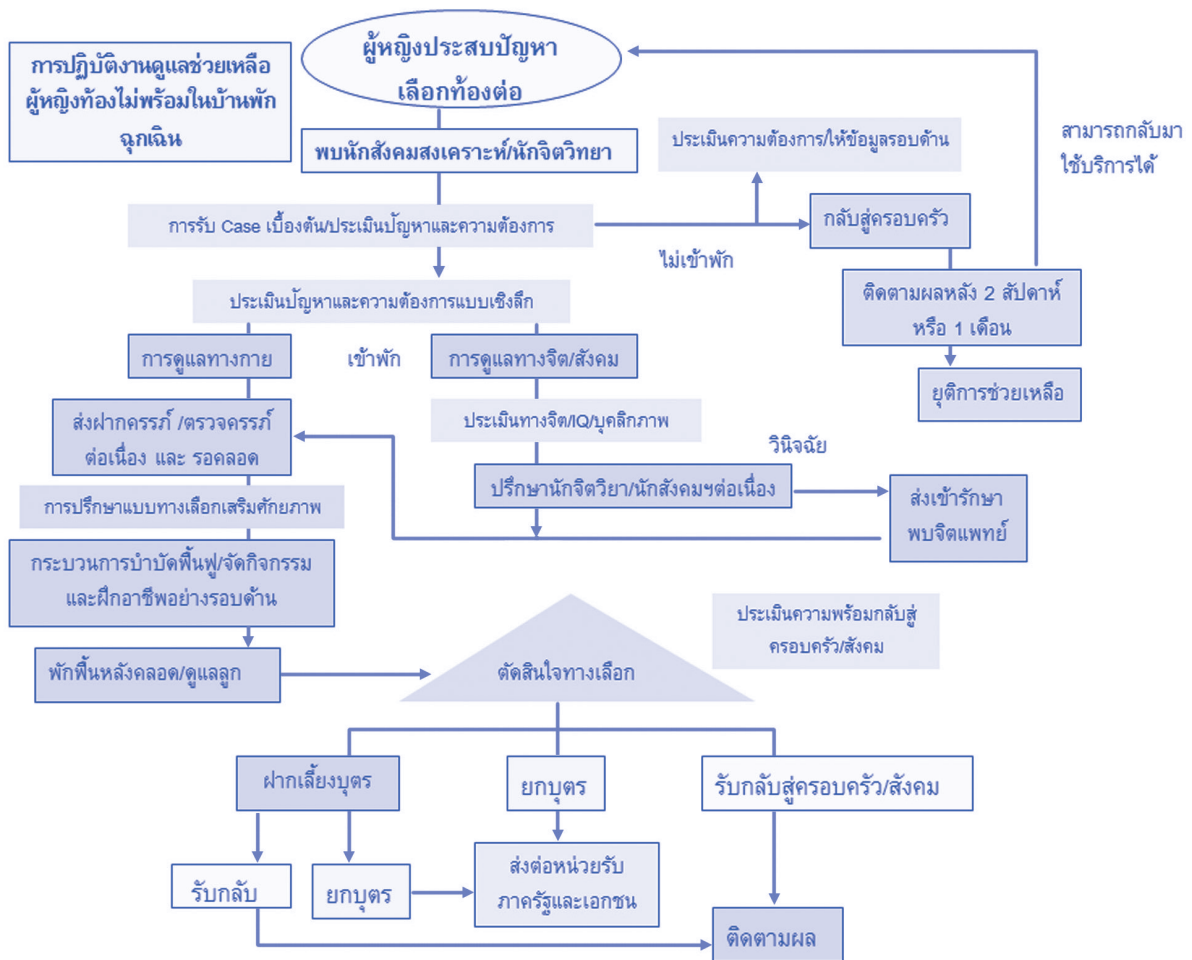 ผู้หญิงประสบปัญหา
เลือกท้องต่อ
การปฏิบัติงานดูแลช่วยเหลือ
ผู้หญิงท้องไม่พร้อมในบ้านพัก
ฉุกเฉิน
พบนักสังคมสงเคราะห์/นักจิตวิทยา
ประเมินความต้องการ/ให้ข้อมูลรอบด้าน
สามารถกลับมา
ใช้บริการได้
การรับ Case เบื้องต้น/ประเมินปัญหาและความต้องการ
กลับสู่ครอบครัว
ไม่เข้าพัก
ประเมินปัญหาและความต้องการแบบเชิงลึก
ติดตามผลหลัง 2 สัปดาห์
หรือ 1 เดือน
การดูแลทางกาย
เข้าพัก
การดูแลทางจิต/สังคม
ยุติการช่วยเหลือ
ส่งฝากครรภ์ /ตรวจครรภ์
ต่อเนื่อง และ รอคลอด
ประเมินทางจิต/IQ/บุคลิกภาพ
วินิจฉัย
ปรึกษานักจิตวิยา/นักสังคมฯต่อเนื่อง
ส่งเข้ารักษา
พบจิตแพทย์
การปรึกษาแบบทางเลือกเสริมศักยภาพ
กระบวนการบำบัดฟื้นฟู/จัดกิจกรรม
และฝึกอาชีพอย่างรอบด้าน
ประเมินความพร้อมกลับสู่
ครอบครัว/สังคม
พักฟื้นหลังคลอด/ดูแลลูก
ตัดสินใจทางเลือก
ฝากเลี้ยงบุตร
ยกบุตร
รับกลับสู่ครอบครัว/สังคม
รับกลับ
ยกบุตร
ส่งต่อหน่วยรับ
ภาครัฐและเอกชน
ติดตามผล